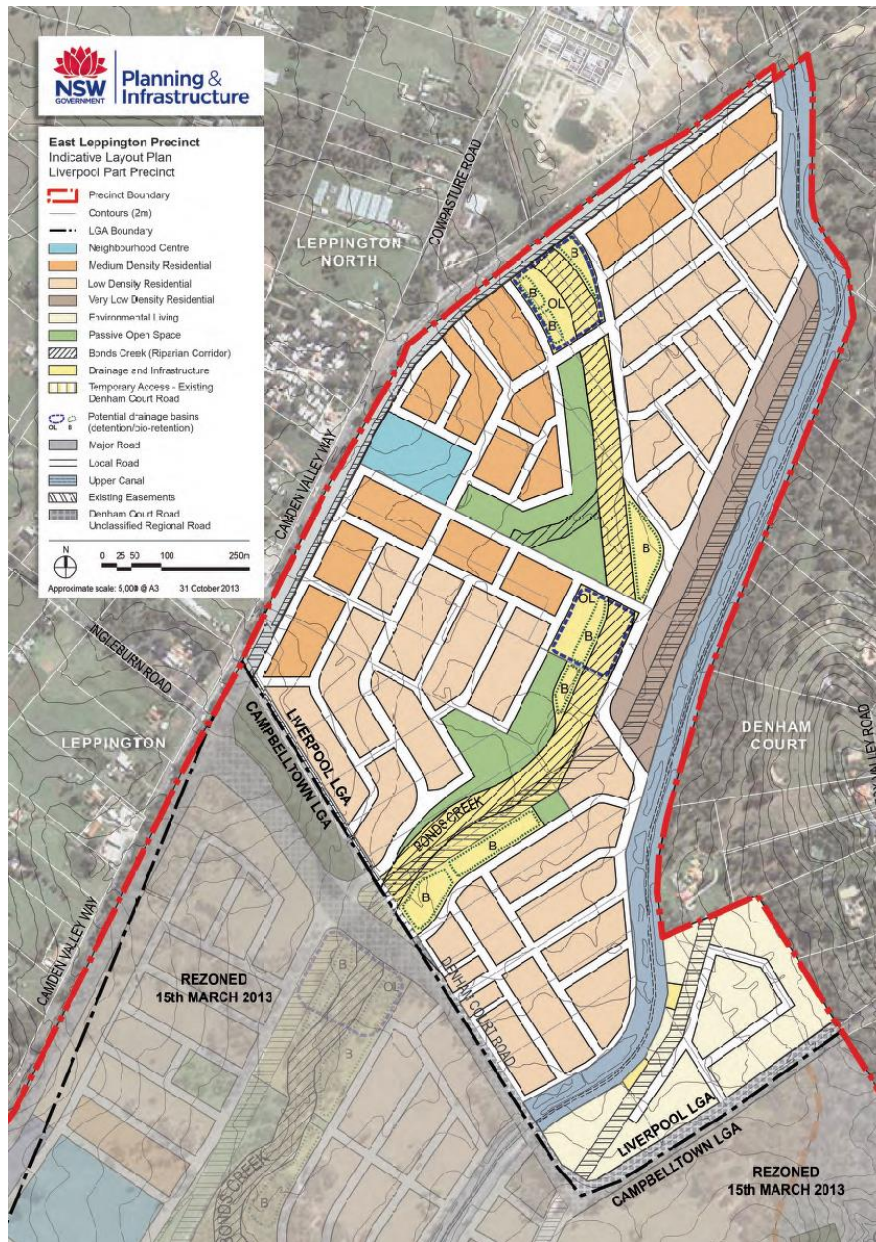 NSW
GOVERNMENT
Planning &
Infrastructure
East Leppington Precinct
Indicative Layout Plan
Liverpool Part Precinct
Precinct Boundary
Contours (2m)
LGA Boundary
Neighbourhood Centre
Medium Density Residential
Low Density Residential
Very Low Density Residential
Environmental Living
Passive Open Space
Bonds Creek (Riparian Corridor)
Drainage and Infrastructure
Temporary Access - Existing
Denham Court Road
Potential drainage basins
(detention/bio-retention)
OL B
Major Road
Local Road
Upper Canal
Existing Easements
Denham Court Road
Unclassified Regional Road
N
0 25 50 100 250m
Approximate scale: 5,000 @ A3 31 October 2013
COWPASTURE ROAD
LEPPINGTON
NORTH
B
OL
B
B
CAMDEN VALLEY WAY
B
OL
B
B
INGLEBURN ROAD
LEPPINGTON
LIVERPOOL LGA
CAMPBELLTOWN LGA
DENHAM
COURT
BONDS CREEK
B
B
CAMDEN VALLEY WAY
REZONED
15th MARCH 2013
B
OL
B
DENHAM COURT ROAD
LIVERPOOL LGA
CAMPBELLTOWN LGA
BONDS CREEK
B
REZONED
15th MARCH 2013